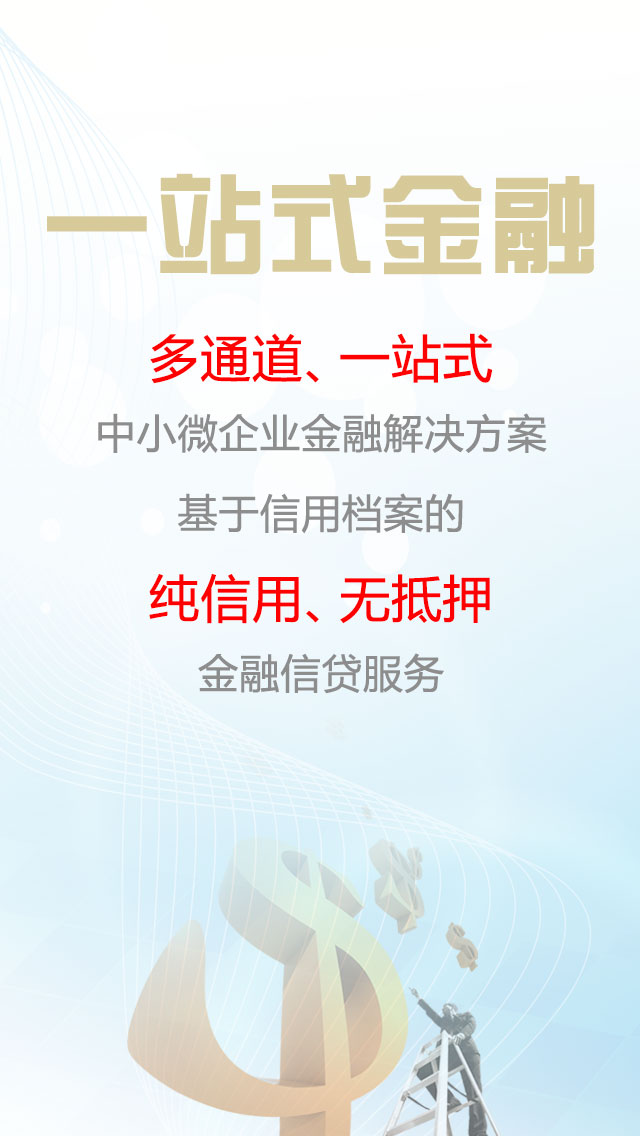 一站式金融
多通道、一站式
中小微企业金融解决方案
基于信用档案的
纯信用、无抵押
金融信贷服务